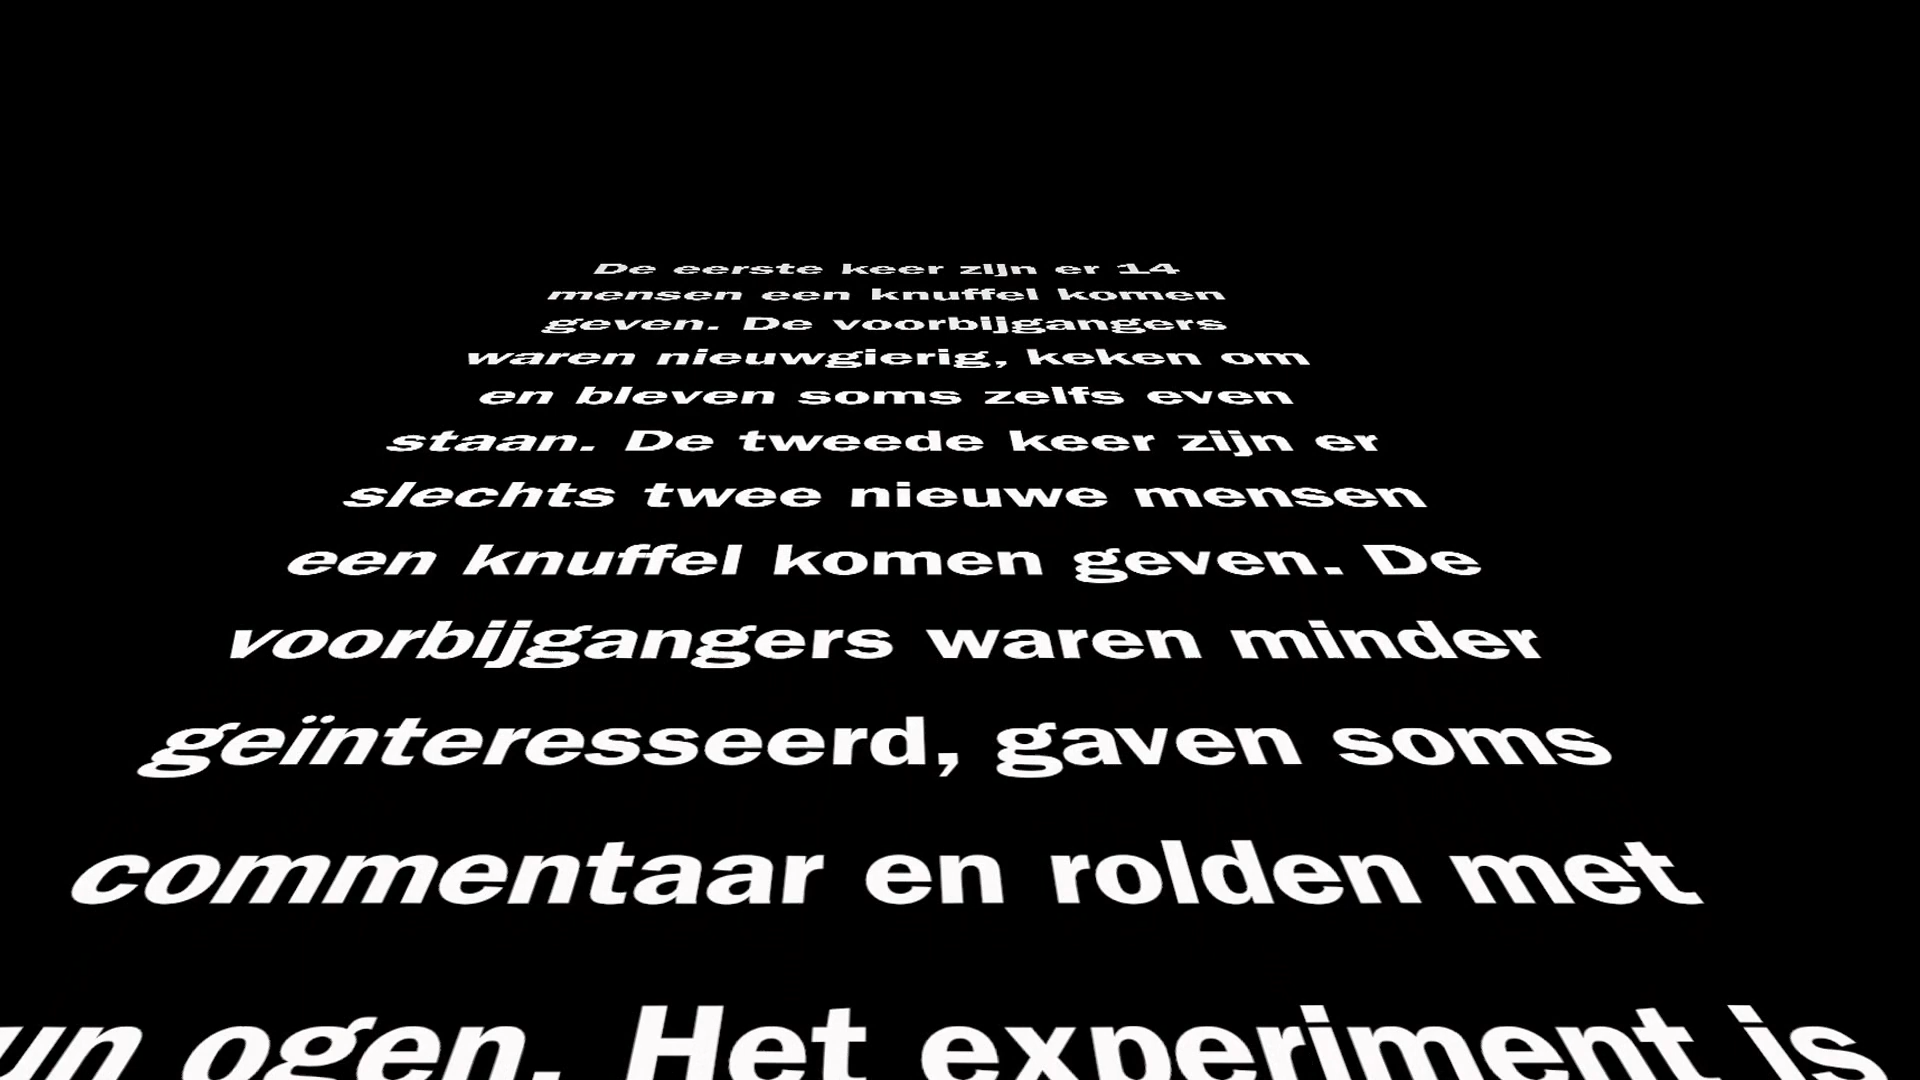 De eerste keer zijn er 14
mensen een knuffel komen
geven. De voorbijgangers
waren nieuwgierig, keken om
en bleven soms zelfs even
staan. De tweede keer zijn er
slechts twee nieuwe mensen
een knuffel komen geven. De
voorbijgangers waren minder
geïnteresseerd, gaven soms
commentaar en rolden met
ogen. Het experiment is